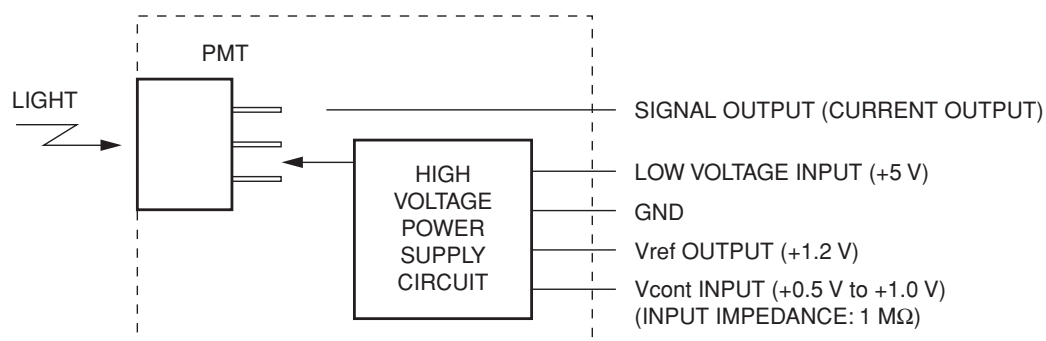 PMT
LIGHT
SIGNAL OUTPUT (CURRENT OUTPUT)
HIGH
VOLTAGE
POWER
SUPPLY
CIRCUIT
LOW VOLTAGE INPUT (+5 V)
GND
Vref OUTPUT (+1.2 V)
Vcont INPUT (+0.5 V to +1.0 V)
(INPUT IMPEDANCE: 1 MΩ)